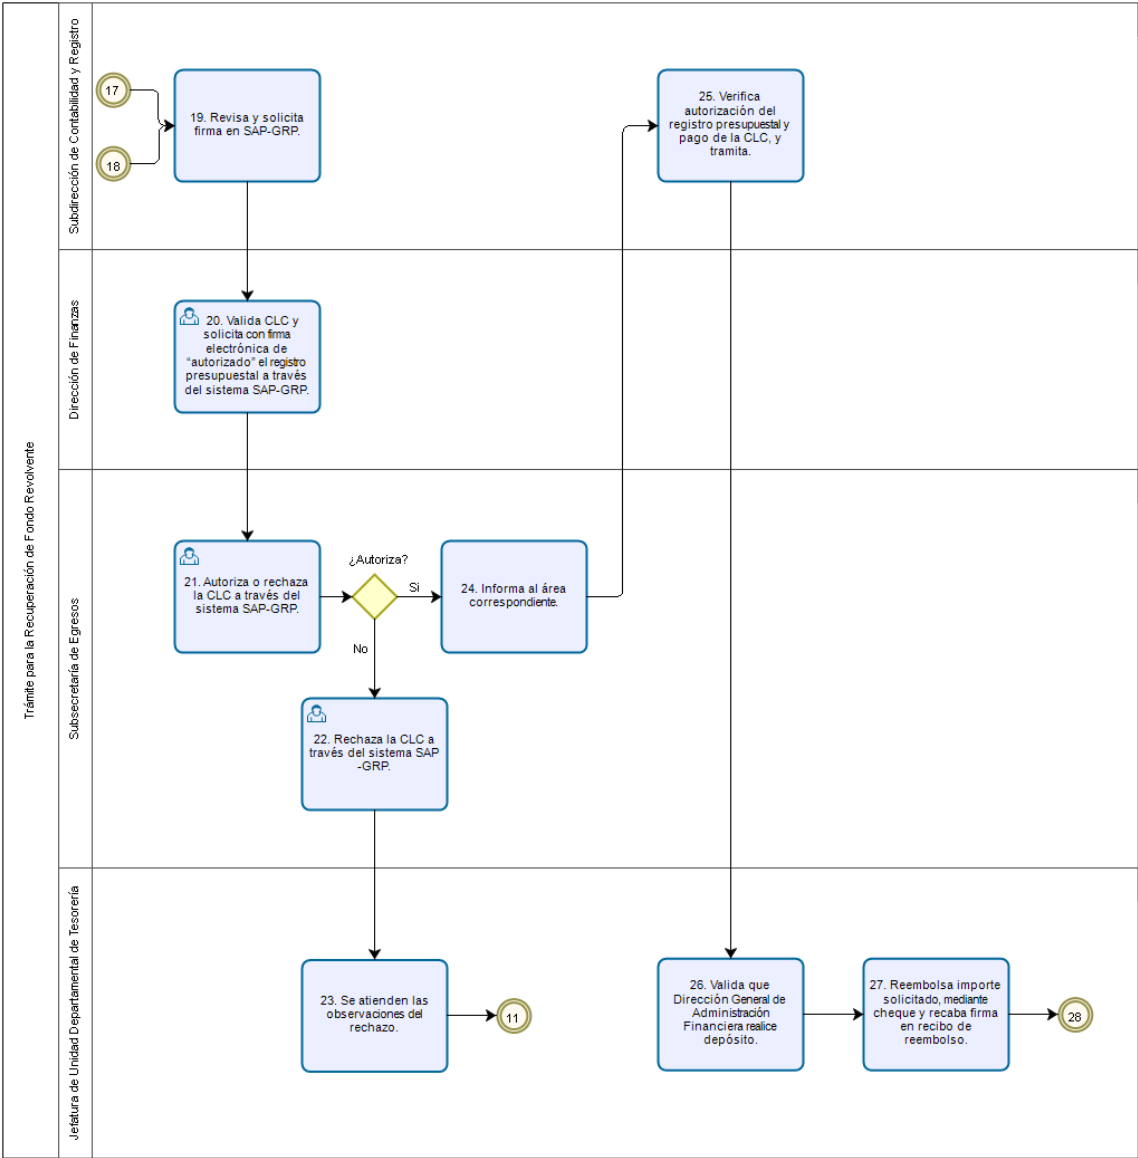 Trámite para la Recuperación de Fondo Revolvente
Subdirección de Contabilidad y Registro
17
18
19. Revisa y solicita
firma en SAP-GRP.
25. Verifica
autorización del
registro presupuestal y
pago de la CLC, y
tramita.
Dirección de Finanzas
20. Valida CLC y
solicita con firma
electrónica de
“autorizado” el registro
presupuestal a través
del sistema SAP-GRP.
Subsecretaría de Egresos
21. Autoriza o rechaza
la CLC a través del
sistema SAP-GRP.
¿Autoriza?
Si
No
24. Informa al área
correspondiente.
22. Rechaza la CLC a
través del sistema SAP
-GRP.
Jefatura de Unidad Departamental de Tesorería
23. Se atienden las
observaciones del
rechazo.
11
26. Valida que
Dirección General de
Administración
Financiera realice
depósito.
27. Reembolsa importe
solicitado, mediante
cheque y recaba firma
en recibo de
reembolso.
28